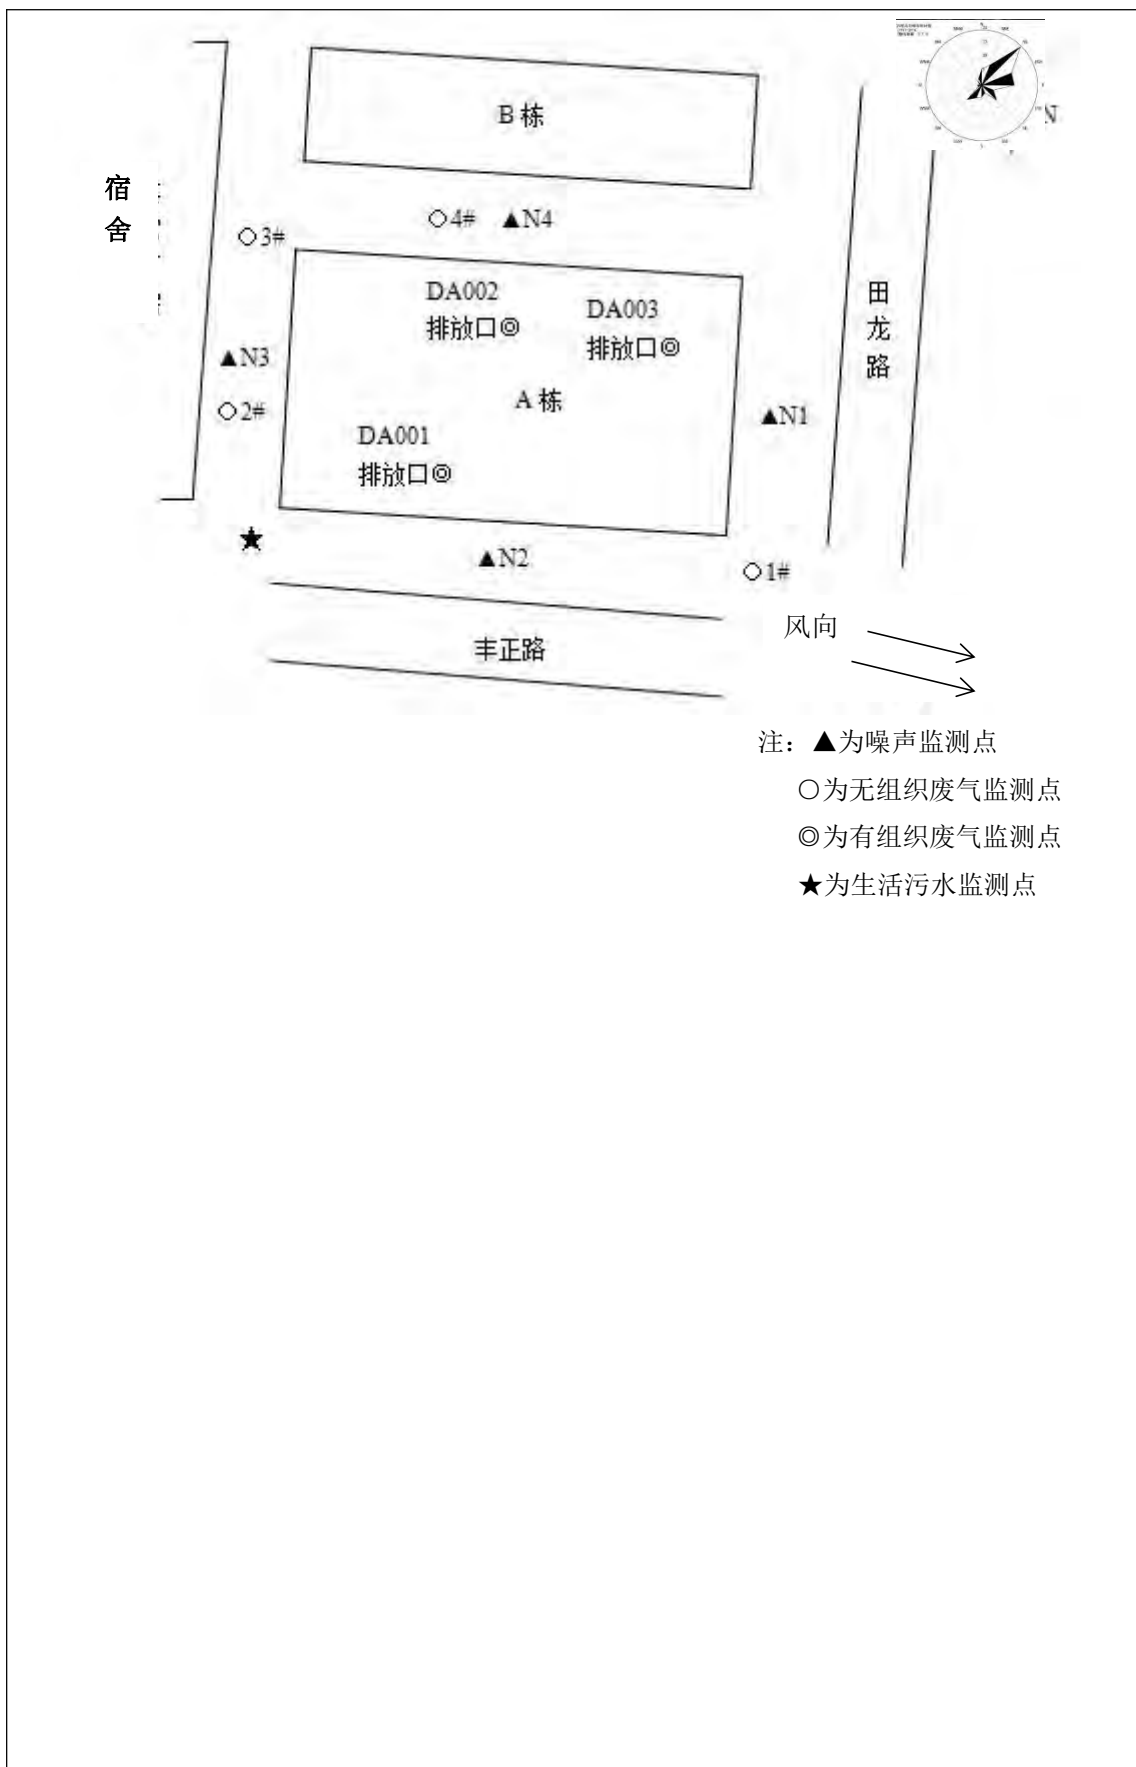 B 栋
N
宿舍
○4# ▲N4
○3#
DA002
排放口◎
DA003
排放口◎
田龙路
▲N3
A 栋
○2#
▲N1
DA001
排放口◎
★
▲N2
○1#
风向
丰正路
注：▲为噪声监测点
○为无组织废气监测点
◎为有组织废气监测点
★为生活污水监测点